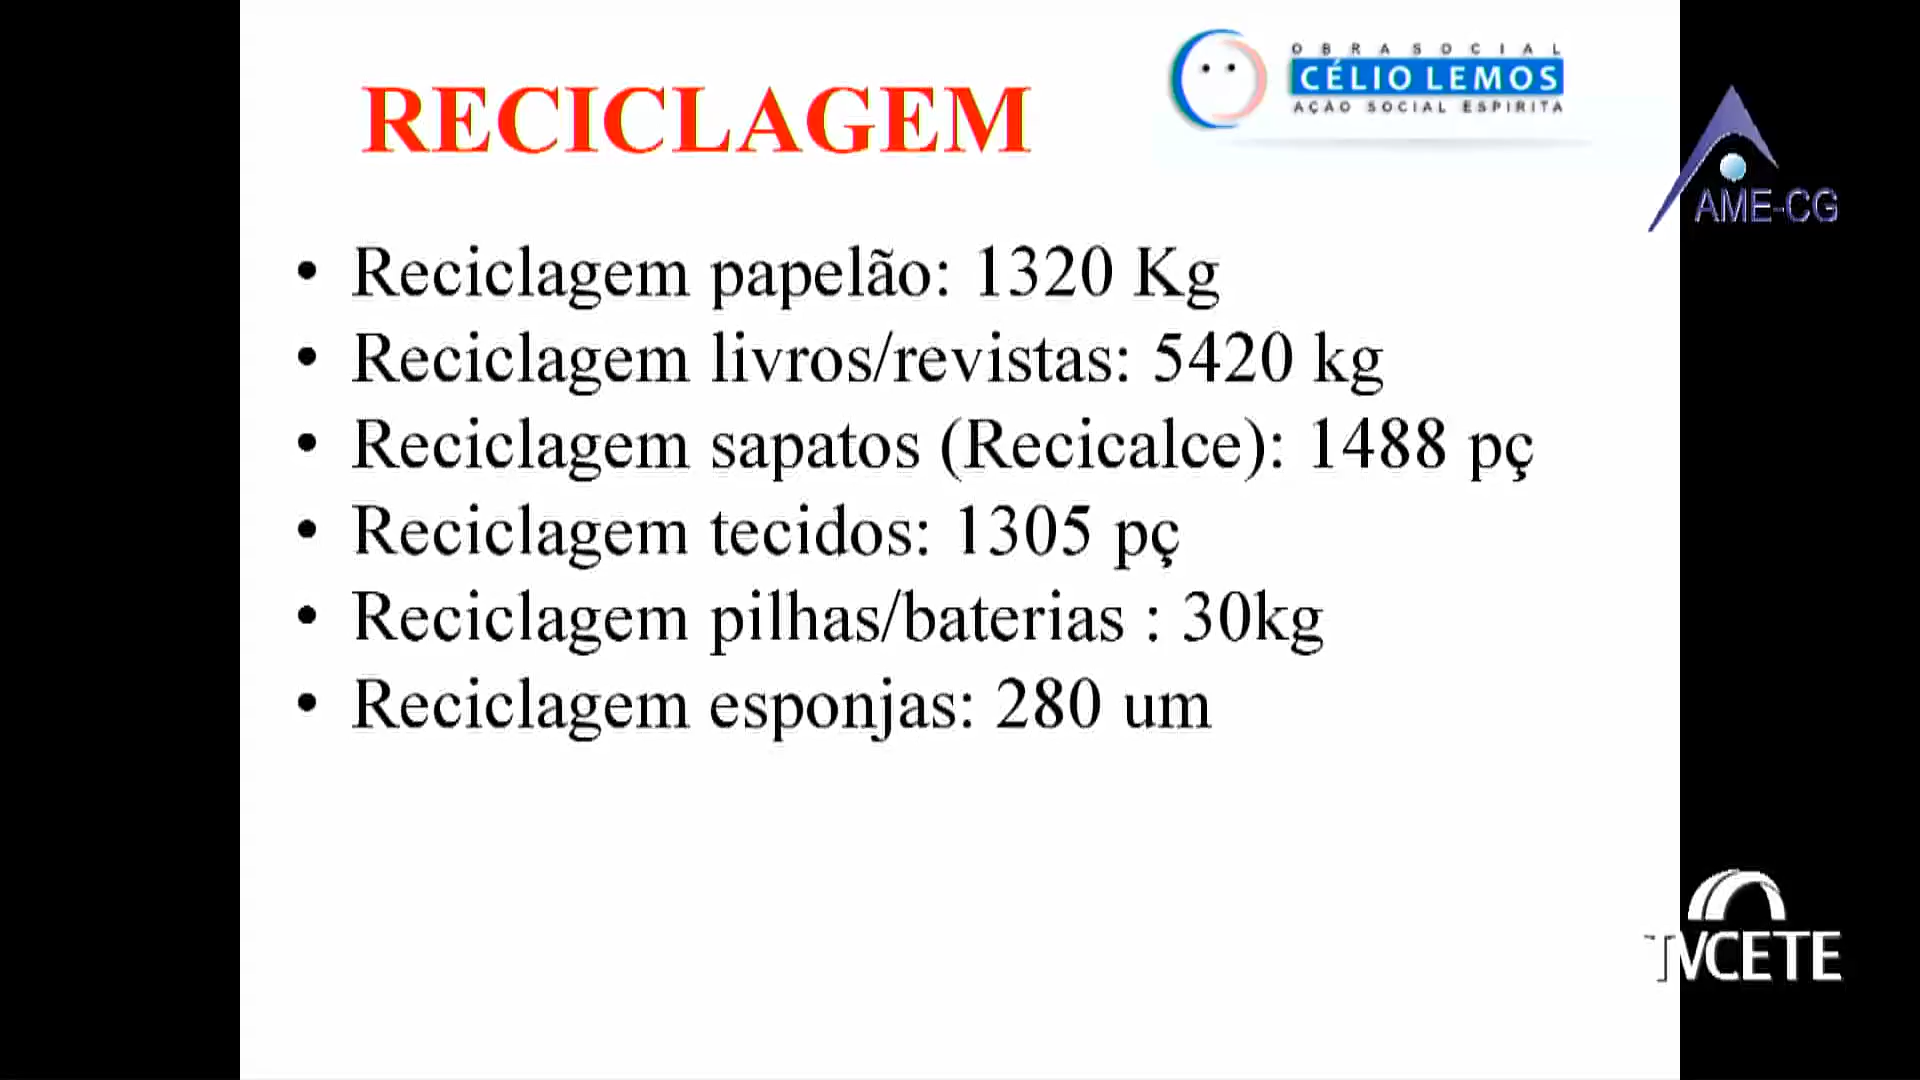 OBRA SOCIAL
CÉLIO LEMOS
AÇÃO SOCIAL ESPIRITA
RECICLAGEM
AME-CG
• Reciclagem papelão: 1320 Kg
• Reciclagem livros/revistas: 5420 kg
• Reciclagem sapatos (Recicalce): 1488 pç
• Reciclagem tecidos: 1305 pç
• Reciclagem pilhas/baterias : 30kg
• Reciclagem esponjas: 280 um
TVCETE